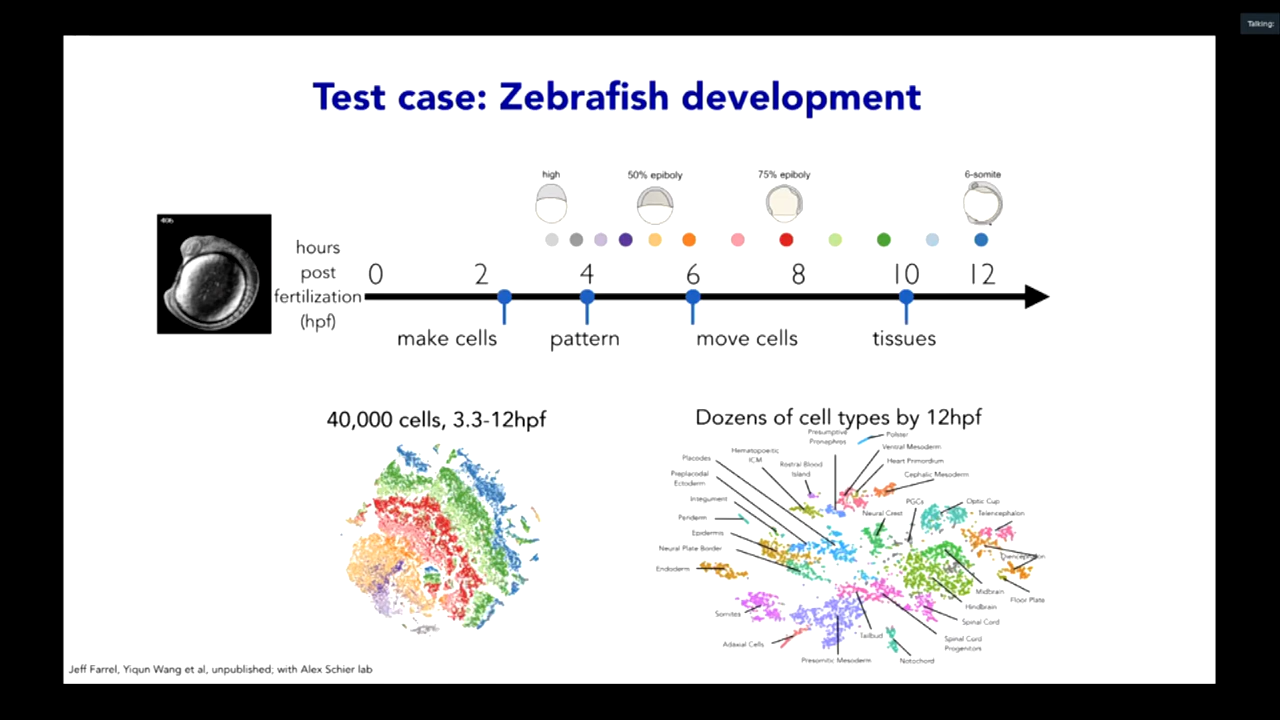 Talking:
Test case: Zebrafish development
high
50% epiboly
75% epiboly
6-somite
hours
post
fertilization
(hpf)
0 2 4 6 8 10 12
make cells
pattern
move cells
tissues
40,000 cells, 3.3-12hpf
Dozens of cell types by 12hpf
Presumptive
Pronephros
Polster
Ventral Mesoderm
Heart Primordium
Cephalic Mesoderm
Hematopoetic
ICM
Rostral Blood
Island
Placodes
Preplacodal
Ectoderm
Integument
Periderm
Epidermis
Neural Plate Border
Endoderm
Neural Crest
PGCs
Optic Cup
Telencephalon
Diencephalon
Midbrain
Floor Plate
Hindbrain
Spinal Cord
Spinal Cord
Progenitors
Somites
Adaxial Cells
Presomitic Mesoderm
Tailbud
Notochord
Jeff Farrel, Yiqun Wang et al, unpublished; with Alex Schier lab